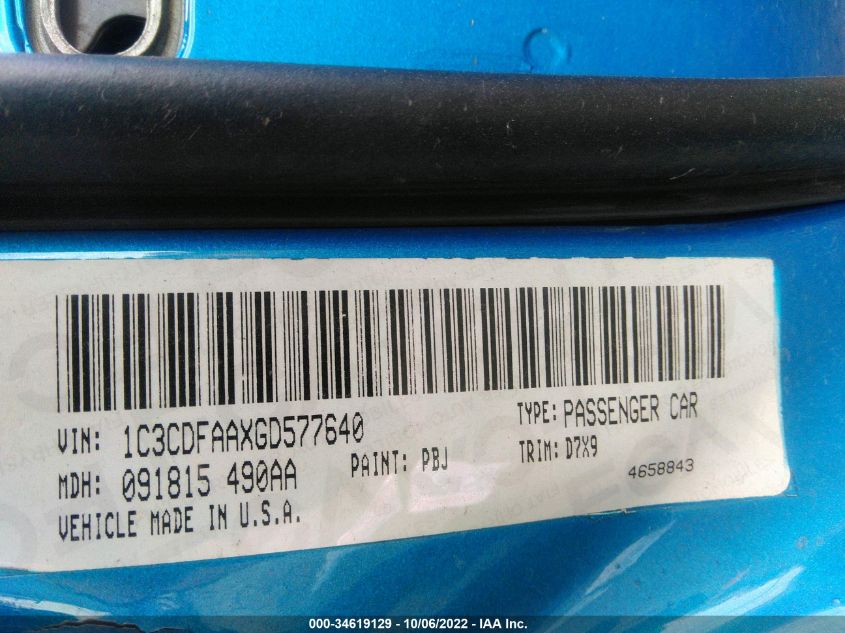 VIN: 1C3CDFAAXGD577640
TYPE: PASSENGER CAR
MDH: 091815 490AA
PAINT: PBJ
TRIM: D7X9
VEHICLE MADE IN U.S.A.
4658843
000-34619129 - 10/06/2022 - IAA Inc.